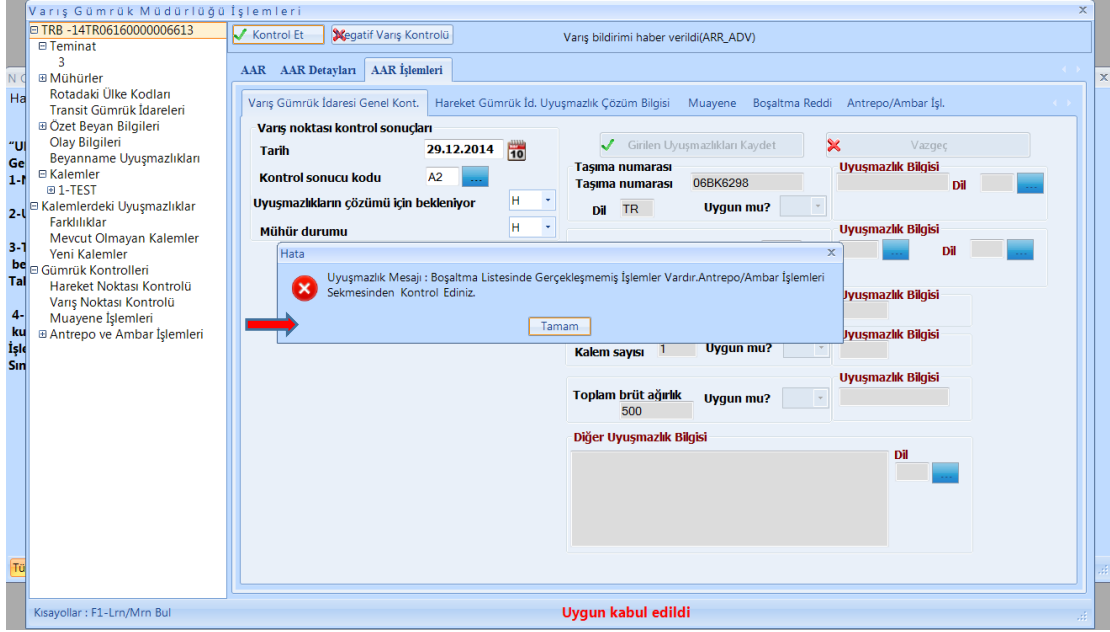 Varış Gümrük Müdürlüğü İşlemleri
TRB -14TR06160000006613
Teminat
3
Mühürler
Rotadaki Ülke Kodları
Transit Gümrük İdareleri
Özet Beyan Bilgileri
Olay Bilgileri
Beyanname Uyuşmazlıkları
Kalemler
1-TEST
Kalemlerdeki Uyuşmazlıklar
Farklılıklar
Mevcut Olmayan Kalemler
Yeni Kalemler
Gümrük Kontrolleri
Hareket Noktası Kontrolü
Varış Noktası Kontrolü
Muayene İşlemleri
Antrepo ve Ambar İşlemleri
Kontrol Et
Negatif Varış Kontrolü
Varış bildirimi haber verildi(ARR_ADV)
AAR AAR Detayları AAR İşlemleri
Varış Gümrük İdaresi Genel Kont. Hareket Gümrük İd. Uyuşmazlık Çözüm Bilgisi Muayene Boşaltma Reddi Antrepo/Ambar İşl.
Varış noktası kontrol sonuçları
Tarih 29.12.2014 10
Kontrol sonucu kodu A2 ...
Uyuşmazlıkların çözümü için bekleniyor H
Mühür durumu H
Girilen Uyuşmazlıkları Kaydet
Vazgeç
Taşıma numarası
Taşıma numarası 06BK6298
Dil TR Uygun mu?
Uyuşmazlık Bilgisi
Dil ...
Uyuşmazlık Bilgisi
... Dil ...
Hata x
Uyuşmazlık Mesajı : Boşaltma Listesinde Gerçekleşmemiş İşlemler Vardır.Antrepo/Ambar İşlemleri
Sekmesinden Kontrol Ediniz.
Tamam
Uyuşmazlık Bilgisi
Uyuşmazlık Bilgisi
Kalem sayısı 1 Uygun mu?
Uyuşmazlık Bilgisi
Toplam brüt ağırlık Uygun mu?
500
Diğer Uyuşmazlık Bilgisi
Dil
...
Kısayollar : F1-Lrn/Mrn Bul
Uygun kabul edildi